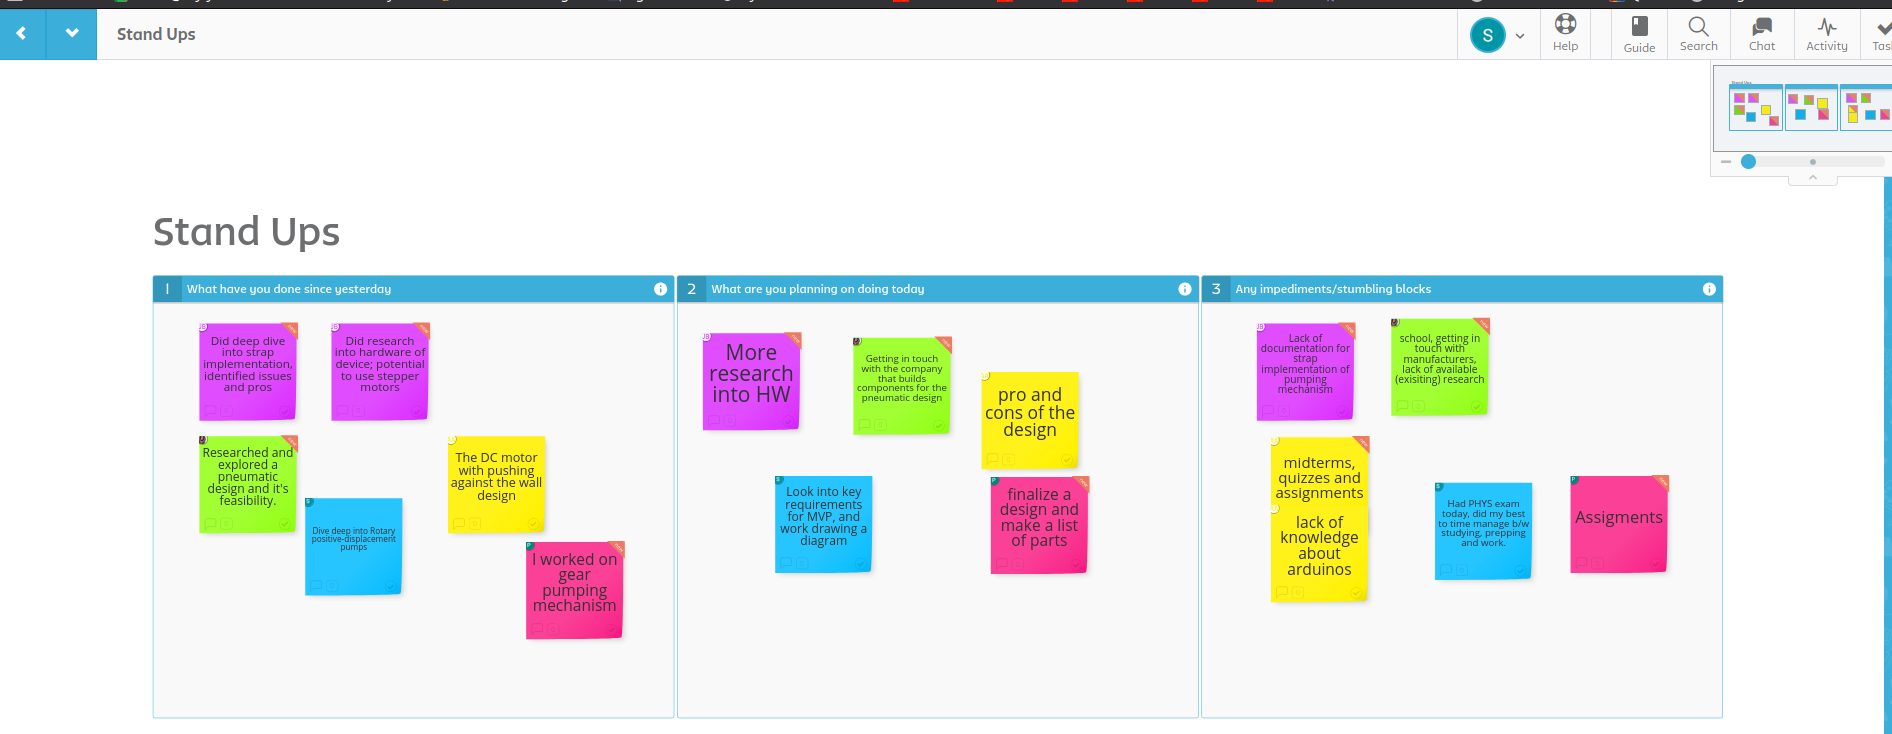 Stand Ups
S
Help
Guide
Search
Chat
Activity
Stand Ups
1
What have you done since yesterday
2
What are you planning on doing today
3
Any impediments/stumbling blocks
Did deep dive
into strap
implementation,
identified issues
and pros
Did research
into hardware of
device; potential
to use stepper
motors
Researched and
explored a
pneumatic
design and it's
feasibility.
Dive deep into Rotary
positive-displacement
pumps
The DC motor
with pushing
against the wall
design
I worked on
gear
pumping
mechanism
More
research
into HW
Getting in touch
with the company
that builds
components for the
pneumatic design
pro and
cons of the
design
Look into key
requirements
for MVP, and
work drawing a
diagram
finalize a
design and
make a list
of parts
Lack of
documentation for
strap
implementation of
pumping
mechanism
school, getting in
touch with
manufacturers,
lack of available
(exisiting) research
midterms,
quizzes and
assignments
lack of
knowledge
about
arduinos
Had PHYS exam
today, did my best
to time manage b/w
studying, prepping
and work.
Assigments